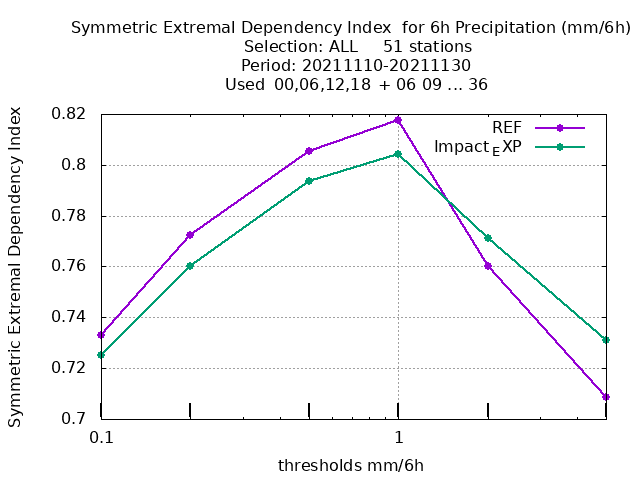 Symmetric Extremal Dependency Index for 6h Precipitation (mm/6h)
Selection: ALL 51 stations
Period: 20211110-20211130
Used 00,06,12,18 + 06 09 ... 36
Symmetric Extremal Dependency Index
0.82
0.8
0.78
0.76
0.74
0.72
0.7
REF
Impact_EXP
0.1
1
thresholds mm/6h